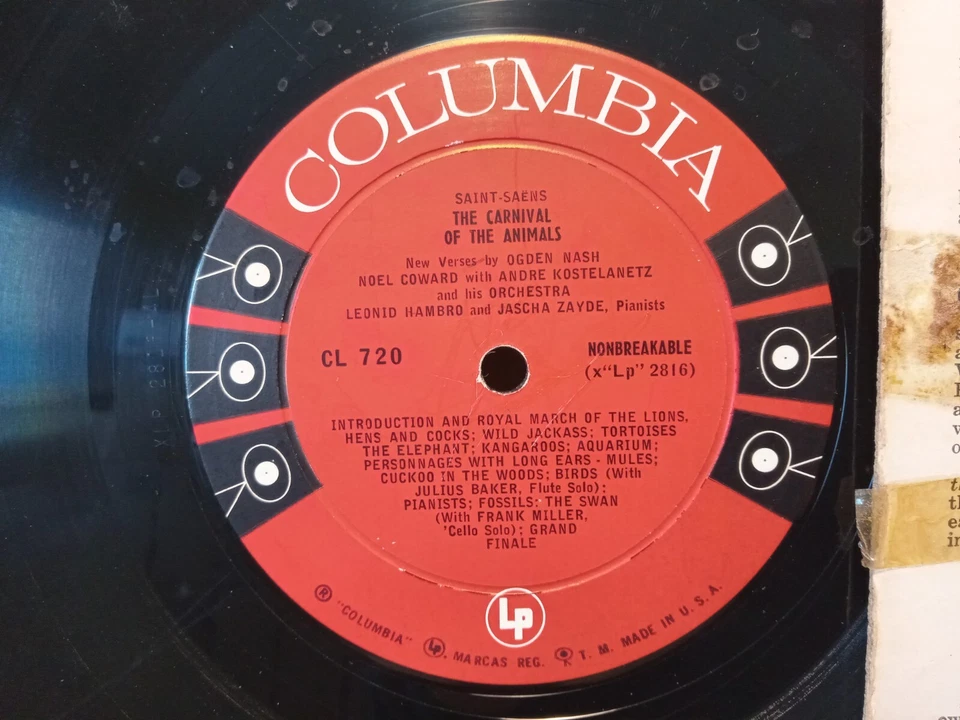 COLUMBIA
SAINT-SAËNS
THE CARNIVAL
OF THE ANIMALS
New Verses by OGDEN NASH
NOEL COWARD with ANDRE KOSTELANETZ
and his ORCHESTRA
LEONID HAMBRO and JASCHA ZAYDE, Pianists
CL 720
NONBREAKABLE
(x"Lp" 2816)
INTRODUCTION AND ROYAL MARCH OF THE LIONS,
HENS AND COCKS; WILD JACKASS; TORTOISES
THE ELEPHANT; KANGAROOS; AQUARIUM;
PERSONNAGES WITH LONG EARS - MULES;
CUCKOO IN THE WOODS; BIRDS (With
JULIUS BAKER, Flute Solo);
PIANISTS; FOSSILS: THE SWAN
(With FRANK MILLER,
'Cello Solo); GRAND
FINALE
LP
® "COLUMBIA" LP, MARCAS REG. T. M. MADE IN U. S. A.